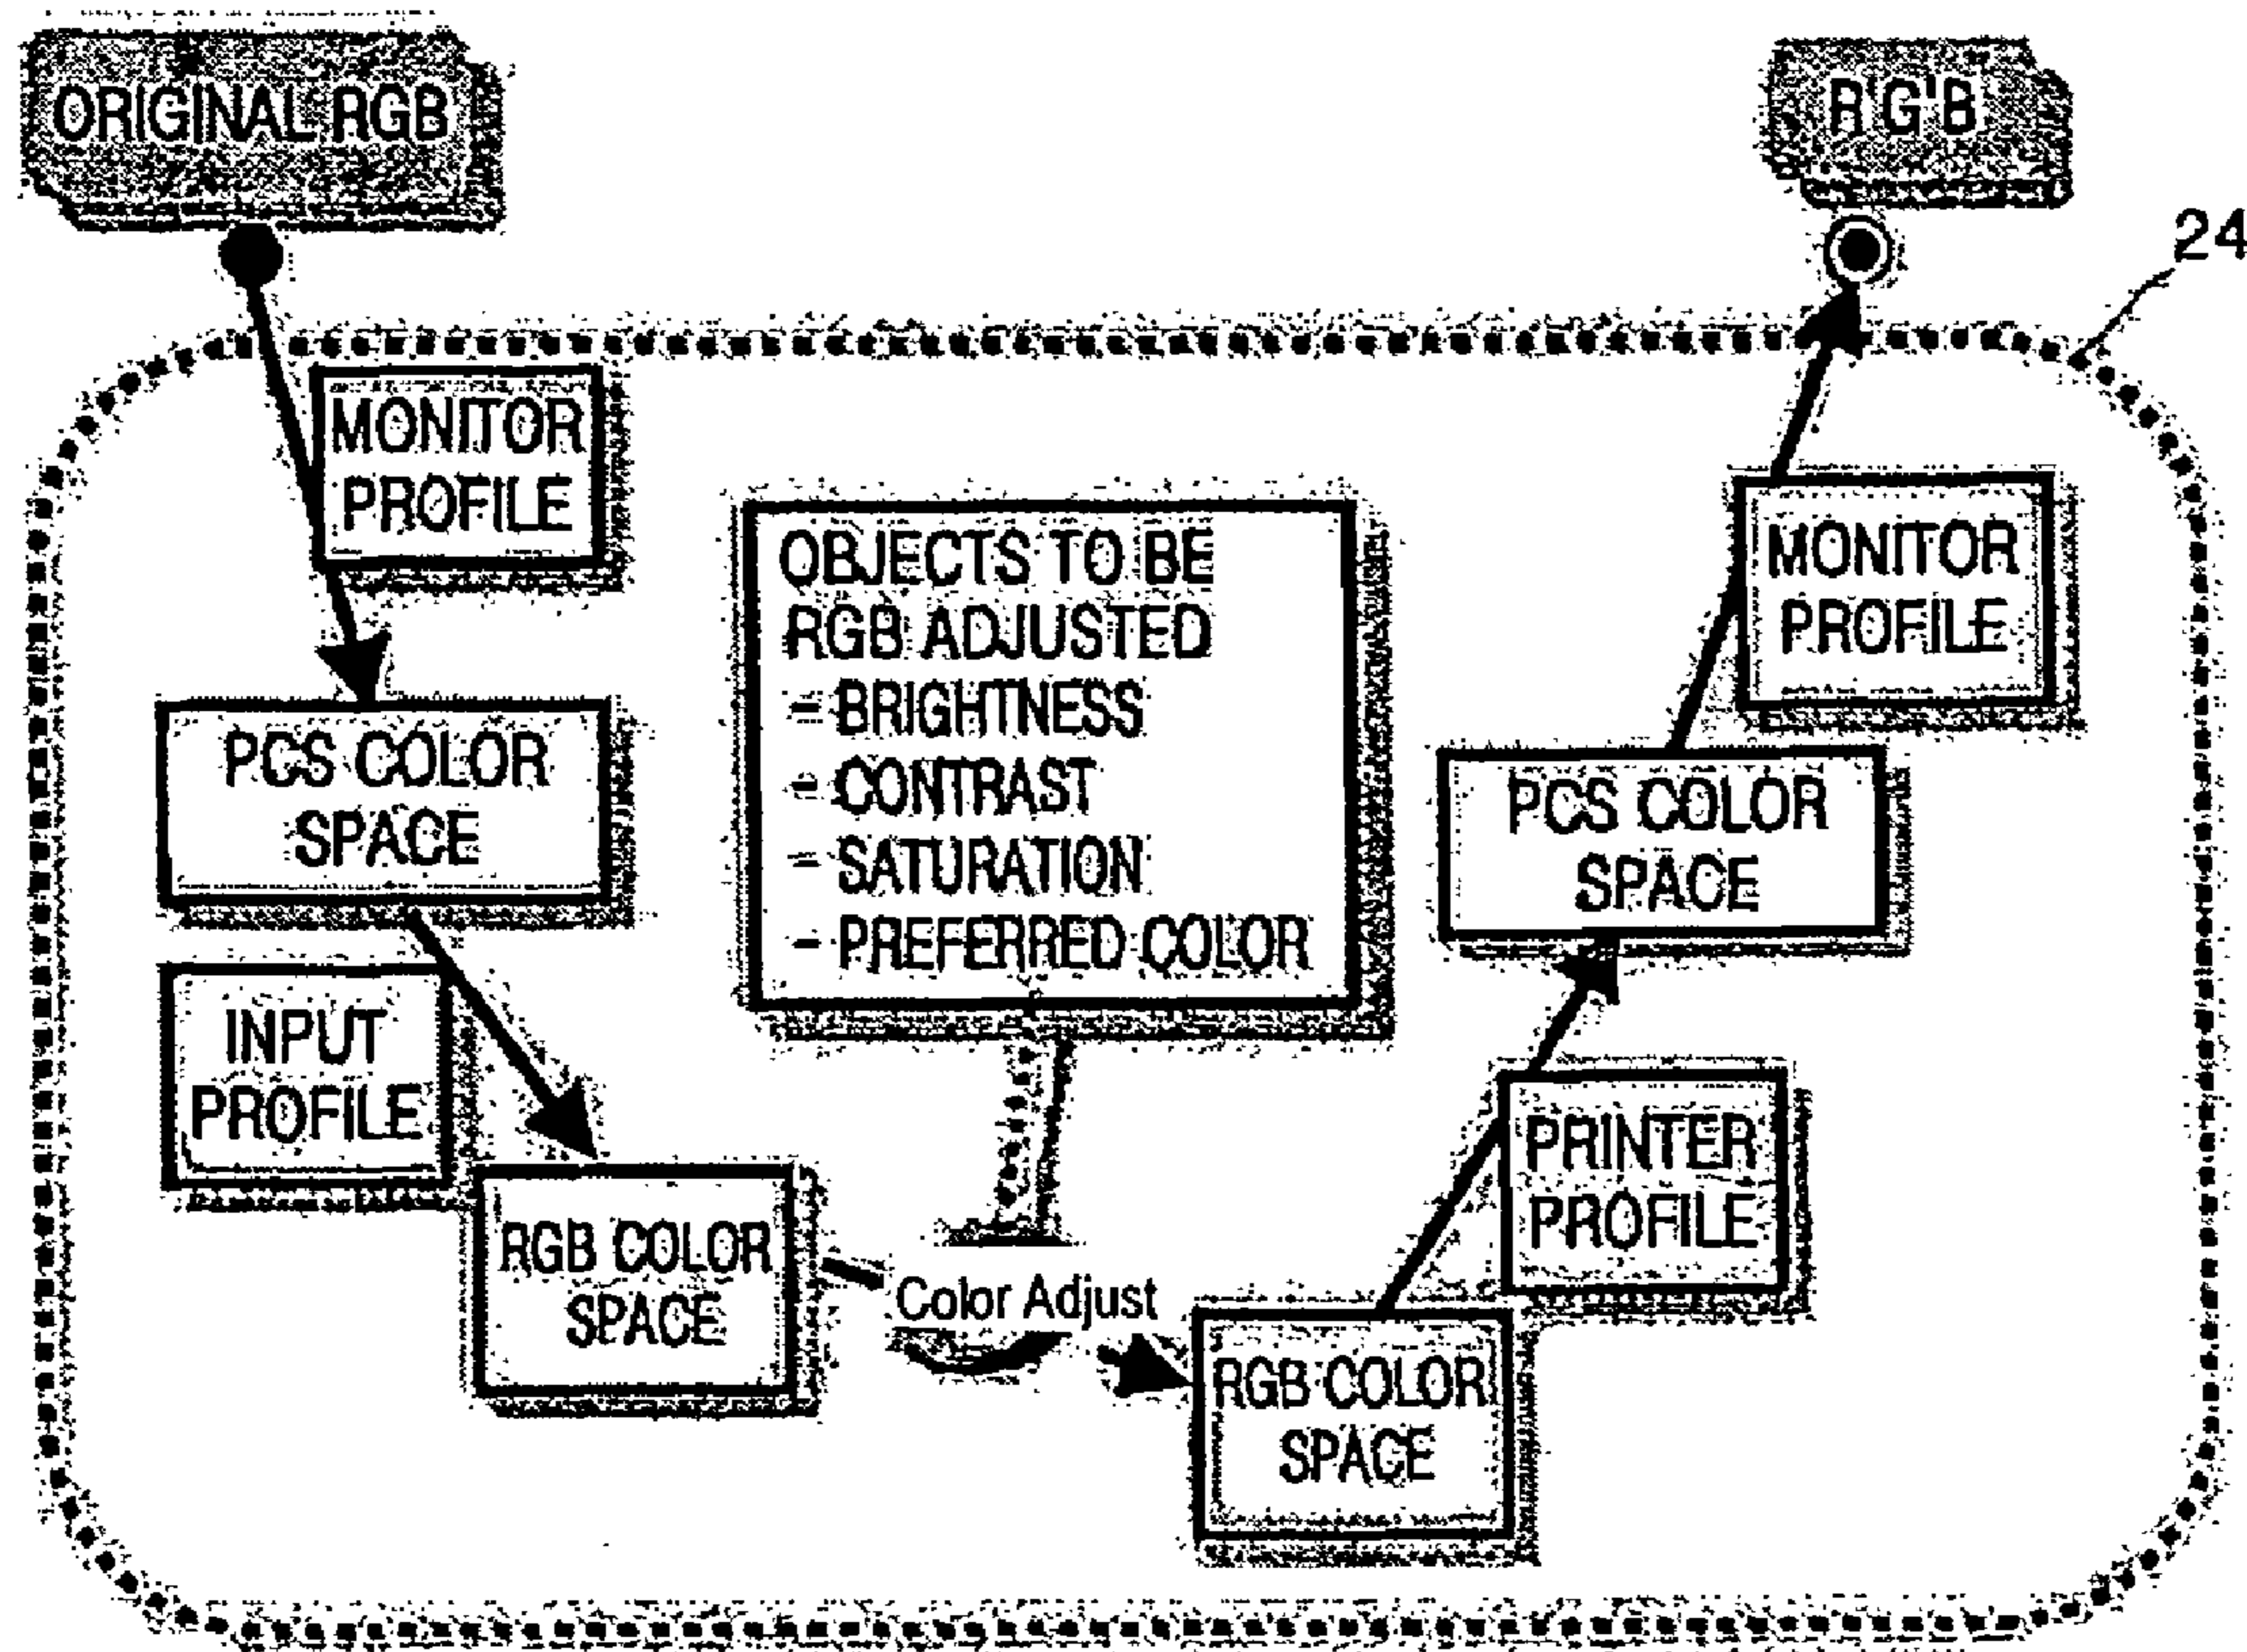 ORIGINAL RGB
R'G'B
24
MONITOR
PROFILE
OBJECTS TO BE
RGB ADJUSTED
- BRIGHTNESS
- CONTRAST
- SATURATION
- PREFERRED COLOR
MONITOR
PROFILE
PCS COLOR
SPACE
PCS COLOR
SPACE
INPUT
PROFILE
PRINTER
PROFILE
RGB COLOR
SPACE
Color Adjust
RGB COLOR
SPACE